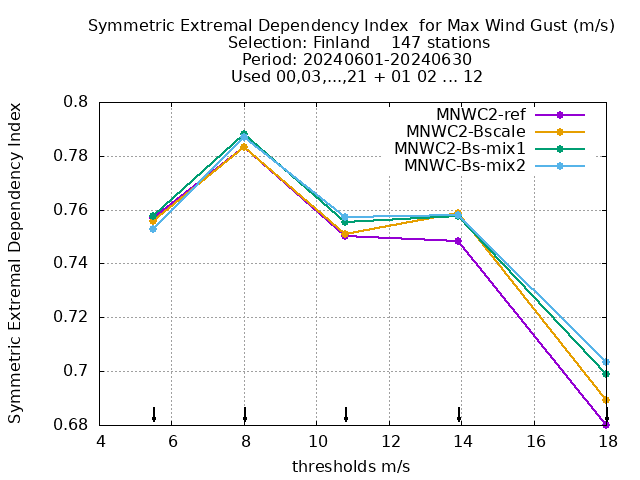 Symmetric Extremal Dependency Index  for Max Wind Gust (m/s)
Selection: Finland    147 stations
Period: 20240601-20240630
Used 00,03,...,21 + 01 02 ... 12
Symmetric Extremal Dependency Index
MNWC2-ref
MNWC2-Bscale
MNWC2-Bs-mix1
MNWC-Bs-mix2
0.8
0.78
0.76
0.74
0.72
0.7
0.68
4 6 8 10 12 14 16 18
thresholds m/s